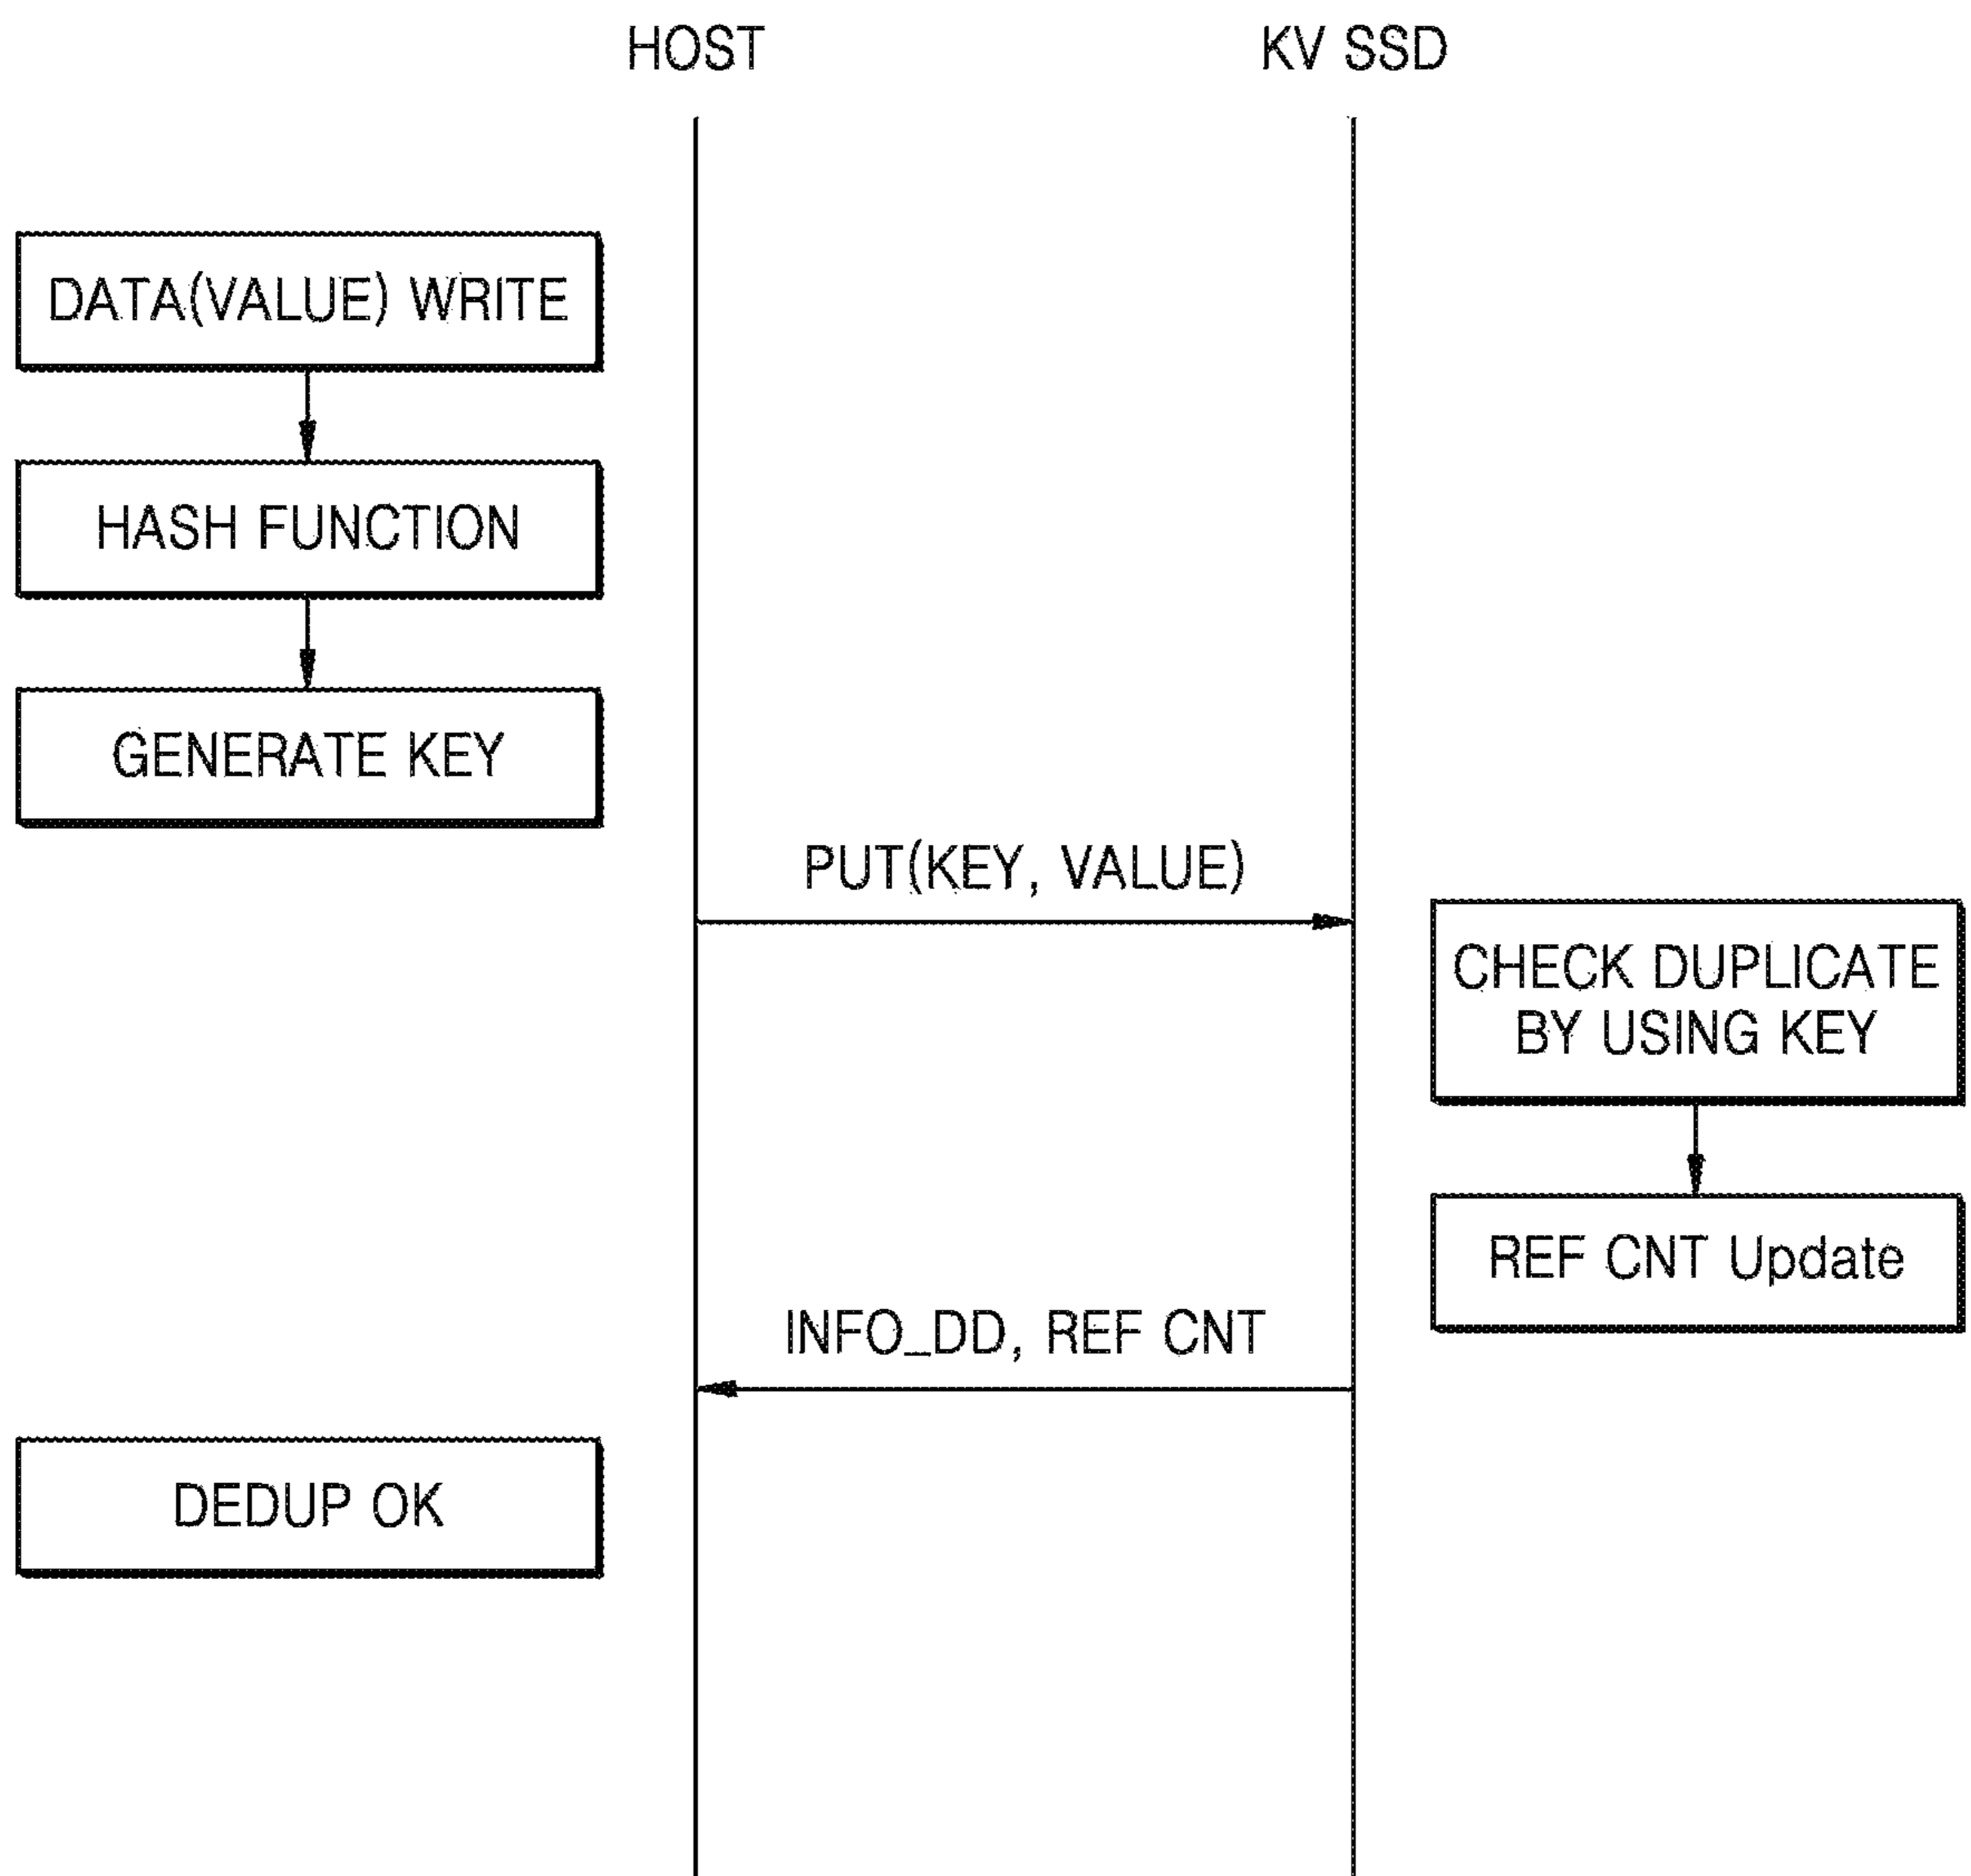 HOST
KV SSD
DATA(VALUE) WRITE
HASH FUNCTION
GENERATE KEY
PUT(KEY, VALUE)
CHECK DUPLICATE
BY USING KEY
REF CNT Update
INFO_DD, REF CNT
DEDUP OK